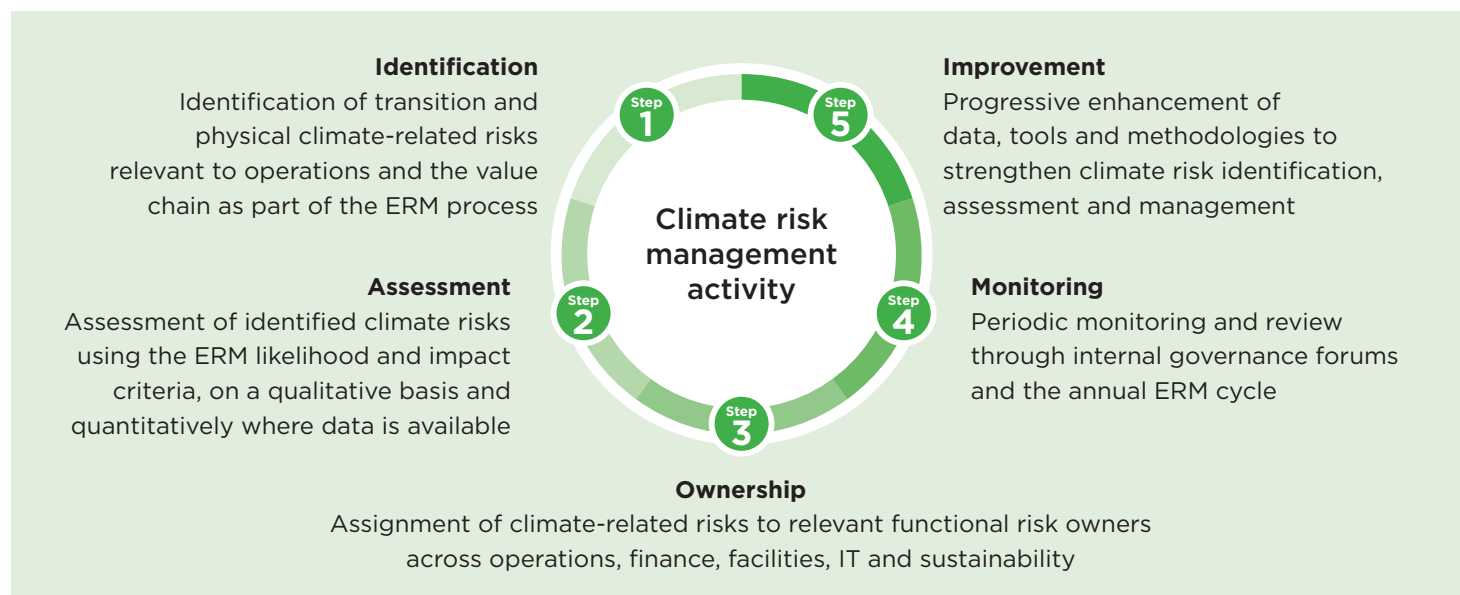 Identification
Identification of transition and
physical climate-related risks
relevant to operations and the value
chain as part of the ERM process
Step
1
Assessment
Assessment of identified climate risks
using the ERM likelihood and impact
criteria, on a qualitative basis and
quantitatively where data is available
Step
2
Climate risk
management
activity
Step
3
Ownership
Assignment of climate-related risks to relevant functional risk owners
across operations, finance, facilities, IT and sustainability
Step
4
Monitoring
Periodic monitoring and review
through internal governance forums
and the annual ERM cycle
Step
5
Improvement
Progressive enhancement of
data, tools and methodologies to
strengthen climate risk identification,
assessment and management